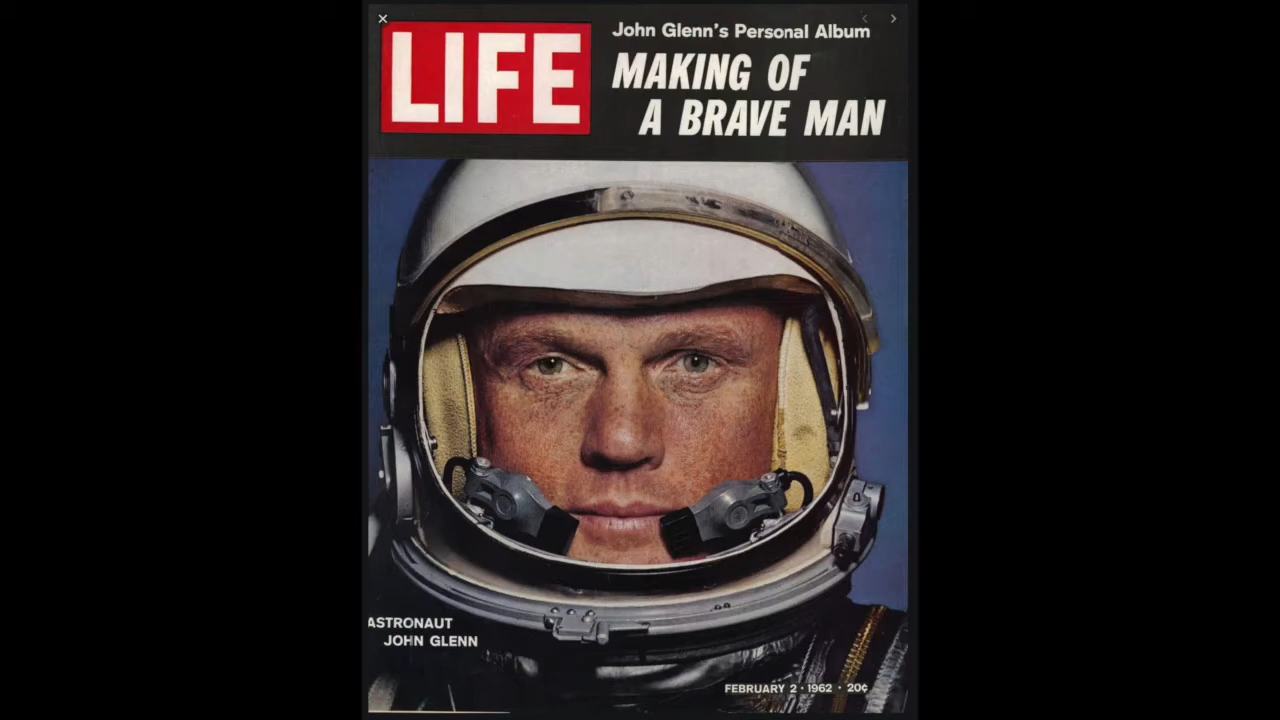 LIFE
John Glenn's Personal Album
MAKING OF
A BRAVE MAN
ASTRONAUT
JOHN GLENN
FEBRUARY 2 · 1962 · 20¢